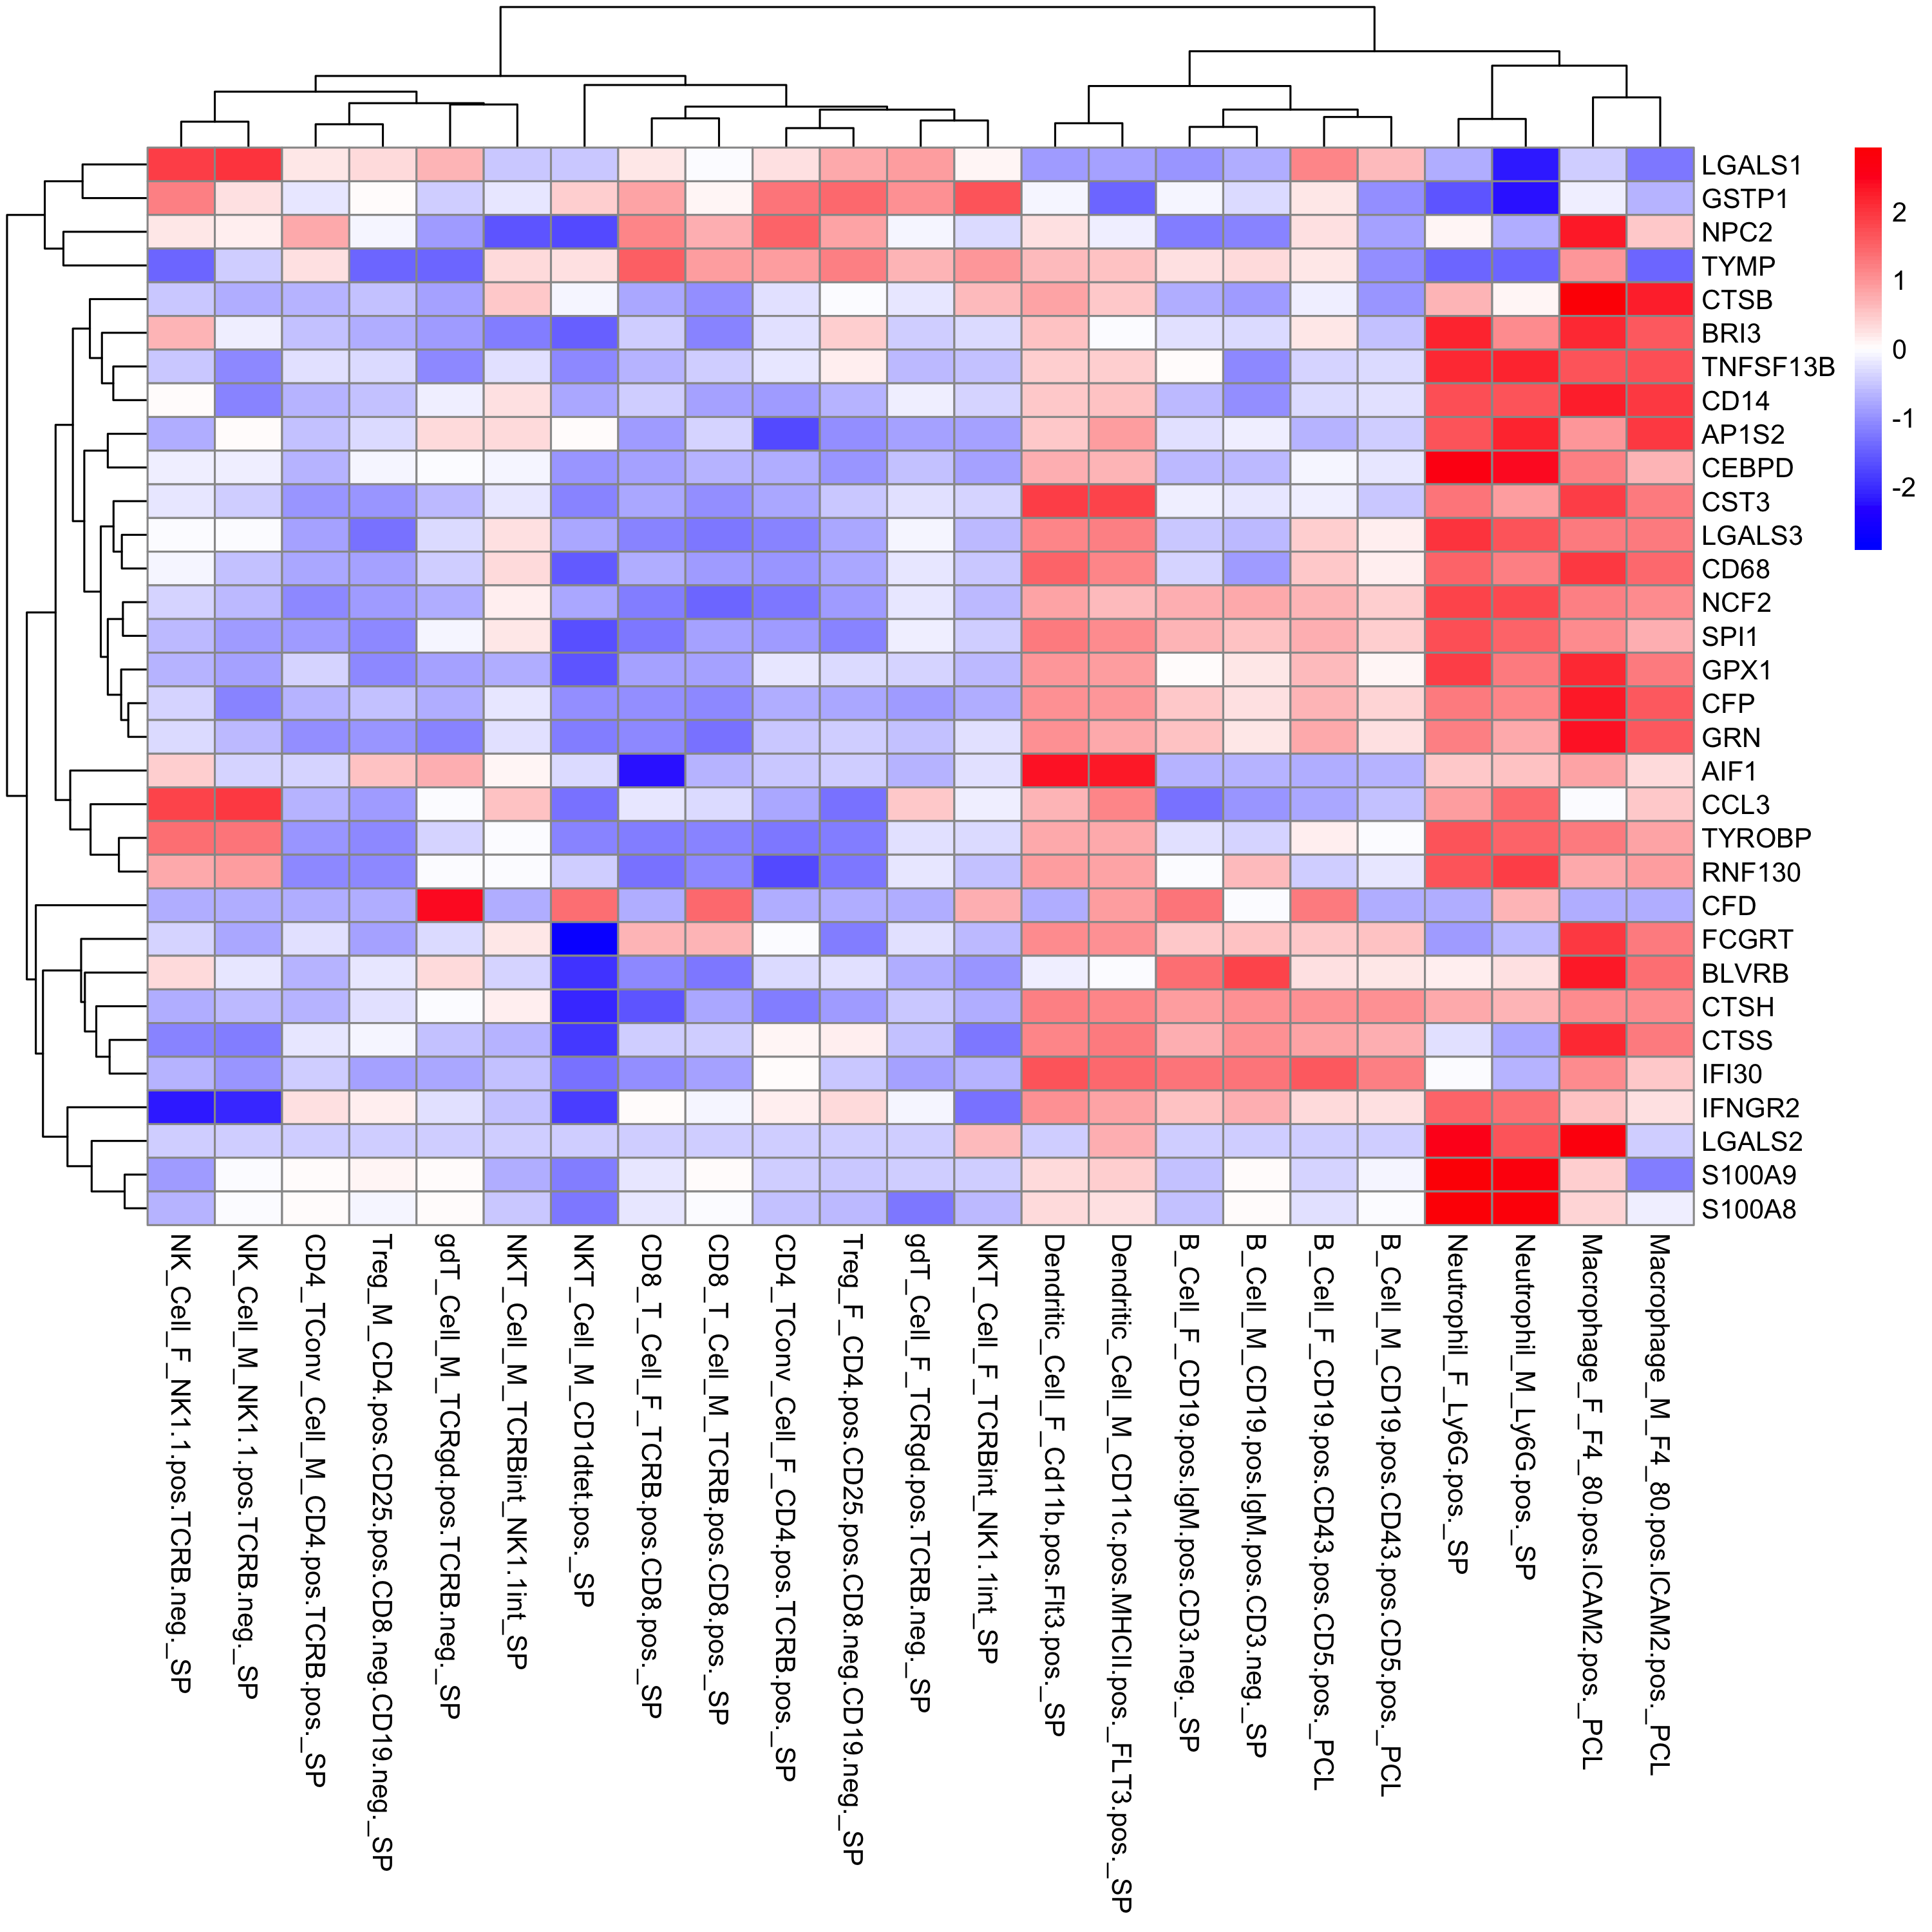 LGALS1
GSTP1
NPC2
TYMP
CTSB
BRI3
TNFSF13B
CD14
AP1S2
CEBPD
CST3
LGALS3
CD68
NCF2
SPI1
GPX1
CFP
GRN
AIF1
CCL3
TYROBP
RNF130
CFD
FCGRT
BLVRB
CTSH
CTSS
IFI30
IFNGR2
LGALS2
S100A9
S100A8
2
1
0
-1
-2
NK_Cell_F_NK1.1.pos.TCRB.neg._SP
NK_Cell_M_NK1.1.pos.TCRB.neg._SP
CD4_TConv_Cell_M_CD4.pos.TCRB.pos._SP
Treg_M_CD4.pos.CD25.pos.CD8.neg.CD19.neg._SP
gdT_Cell_M_TCRgd.pos.TCRB.neg._SP
NKT_Cell_M_TCRBint_NK1.1int_SP
NKT_Cell_M_CD1dtet.pos._SP
CD8_T_Cell_F_TCRB.pos.CD8.pos._SP
CD8_T_Cell_M_TCRB.pos.CD8.pos._SP
CD4_TConv_Cell_F_CD4.pos.TCRB.pos._SP
Treg_F_CD4.pos.CD25.pos.CD8.neg.CD19.neg._SP
gdT_Cell_F_TCRgd.pos.TCRB.neg._SP
NKT_Cell_F_TCRBint_NK1.1int_SP
Dendritic_Cell_F_Cd11b.pos.Flt3.pos._SP
Dendritic_Cell_M_CD11c.pos.MHCII.pos._FLT3.pos._SP
B_Cell_F_CD19.pos.IgM.pos.CD3.neg._SP
B_Cell_M_CD19.pos.IgM.pos.CD3.neg._SP
B_Cell_F_CD19.pos.CD43.pos.CD5.pos._PCL
B_Cell_M_CD19.pos.CD43.pos.CD5.pos._PCL
Neutrophil_F_Ly6G.pos._SP
Neutrophil_M_Ly6G.pos._SP
Macrophage_F_F4_80.pos.ICAM2.pos._PCL
Macrophage_M_F4_80.pos.ICAM2.pos._PCL